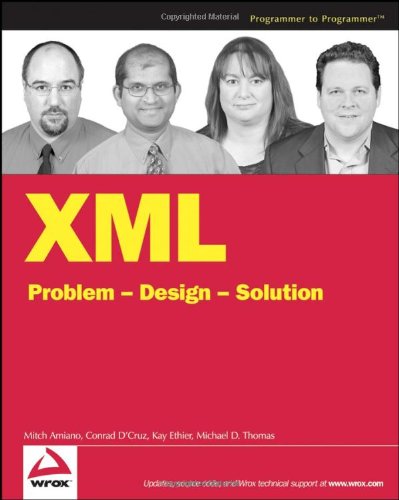 Copyrighted Material
Programmer to Programmer™
XML
Problem – Design – Solution
Mitch Amiano, Conrad D'Cruz, Kay Ethier, Michael D. Thomas
wrox
Updates, source code, and Wrox technical support at www.wrox.com